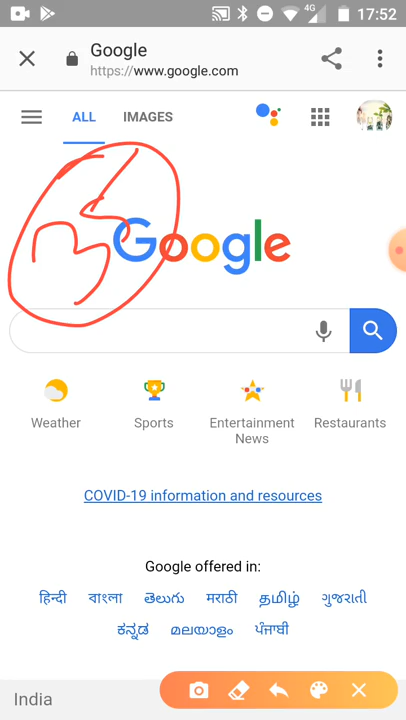 17:52
4G
Google
https://www.google.com
ALL IMAGES
Google
Weather Sports Entertainment News Restaurants
COVID-19 information and resources
Google offered in:
हिन्दी বাংলা తెలుగు मराठी தமிழ் ગુજરાતી
ಕನ್ನಡ മലയാളം ਪੰਜਾਬੀ
India